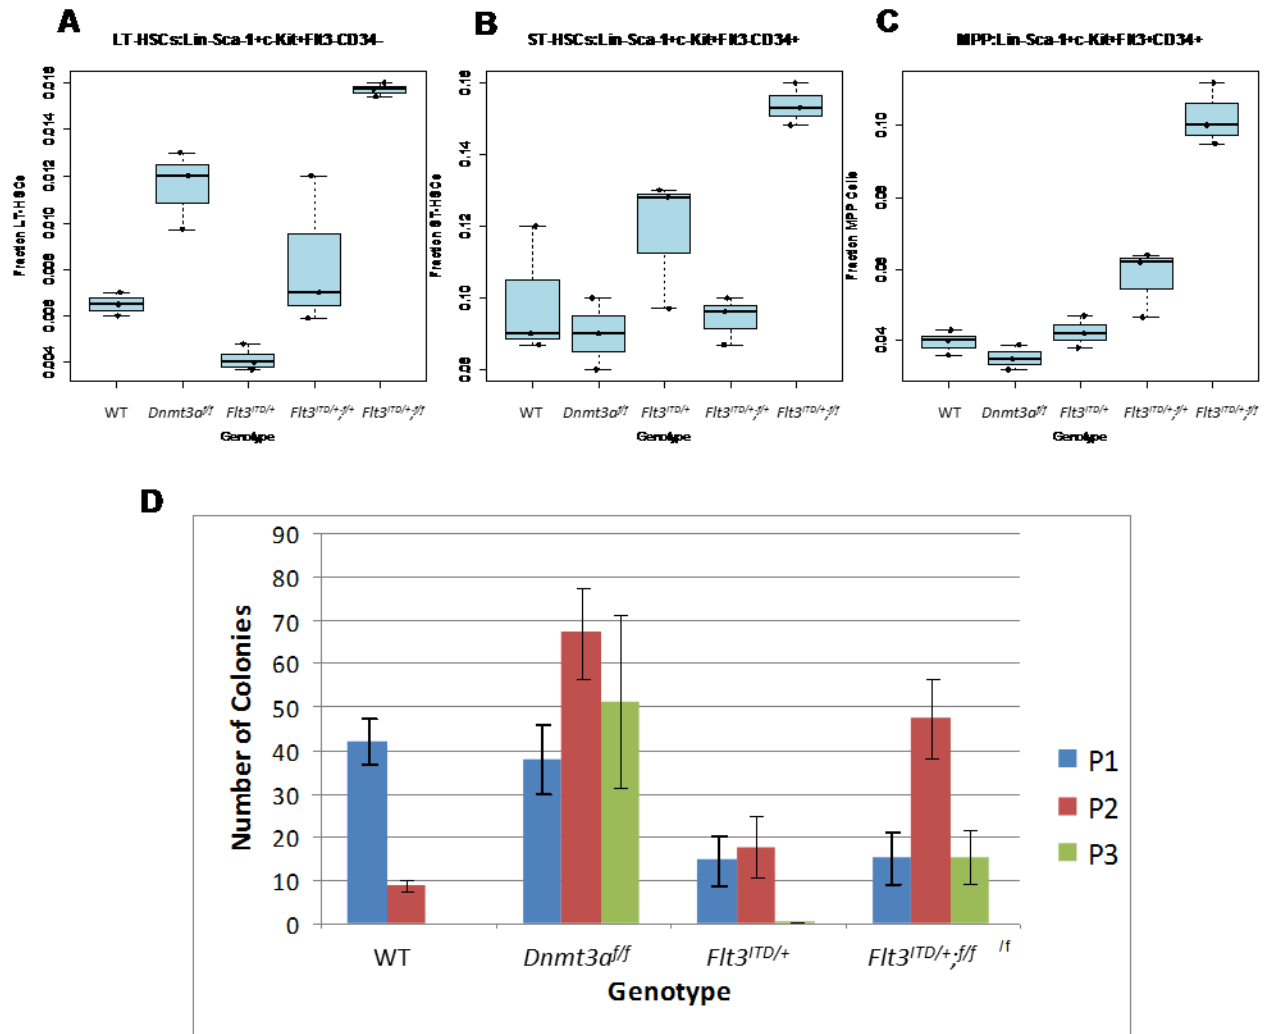 A
LT-HSCs:Lin-Sca-1+c-Kit+Flt3-CD34-
Fraction LT-HSCs
0.016
0.014
0.012
0.010
0.008
0.006
0.004
WT
Dnmt3a^f/f
Flt3^ITD/+
Flt3^ITD/+;f/+
Flt3^ITD/+;f/f
Genotype
B
ST-HSCs:Lin-Sca-1+c-Kit+Flt3-CD34+
Fraction ST-HSCs
0.16
0.14
0.12
0.10
0.08
WT
Dnmt3a^f/f
Flt3^ITD/+
Flt3^ITD/+;f/+
Flt3^ITD/+;f/f
Genotype
C
MPP:Lin-Sca-1+c-Kit+Flt3+CD34+
Fraction MPP Cells
0.10
0.08
0.06
0.04
WT
Dnmt3a^f/f
Flt3^ITD/+
Flt3^ITD/+;f/+
Flt3^ITD/+;f/f
Genotype
D
Number of Colonies
90
80
70
60
50
40
30
20
10
0
WT
Dnmt3a^f/f
Flt3^ITD/+
Flt3^ITD/+;f/f
/f
Genotype
P1
P2
P3